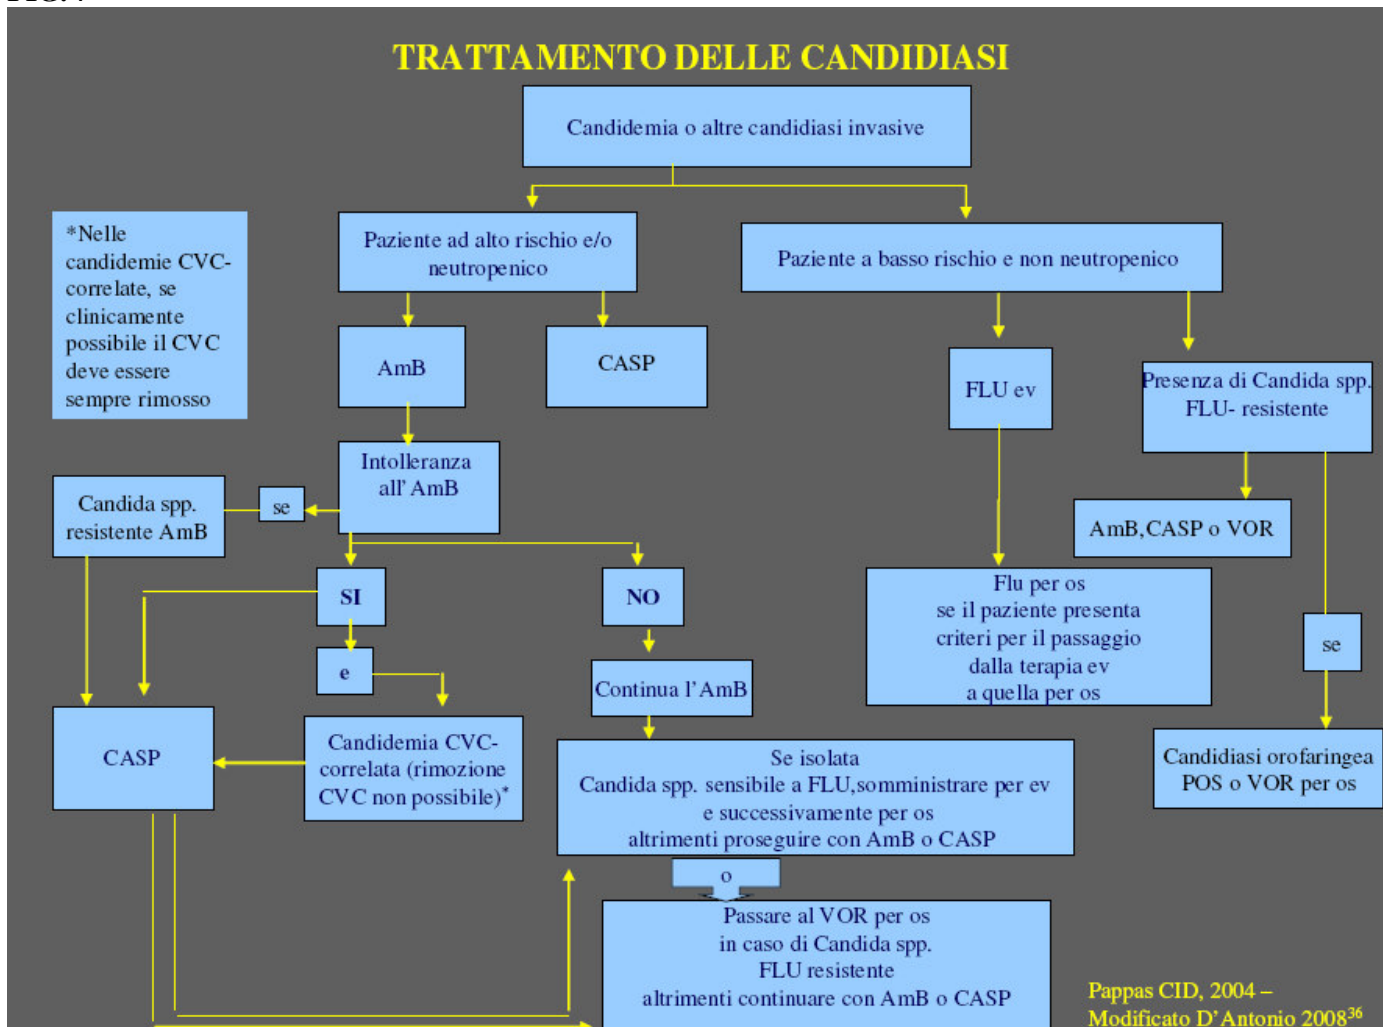 TRATTAMENTO DELLE CANDIDIASI
Candidemia o altre candidiasi invasive
*Nelle
candidemie CVC-
correlate, se
clinicamente
possibile il CVC
deve essere
sempre rimosso
Paziente ad alto rischio e/o
neutropenico
Paziente a basso rischio e non neutropenico
AmB
CASP
FLU ev
Presenza di Candida spp.
FLU- resistente
Intolleranza
all'AmB
se
Candida spp.
resistente AmB
AmB,CASP o VOR
SI
NO
Flu per os
se il paziente presenta
criteri per il passaggio
dalla terapia ev
a quella per os
se
e
Continua l'AmB
CASP
Candidemia CVC-
correlata (rimozione
CVC non possibile)*
Se isolata
Candida spp. sensibile a FLU,somministrare per ev
e successivamente per os
altrimenti proseguire con AmB o CASP
Candidiasi orofaringea
POS o VOR per os
o
Passare al VOR per os
in caso di Candida spp.
FLU resistente
altrimenti continuare con AmB o CASP
Pappas CID, 2004 –
Modificato D'Antonio 2008³⁶